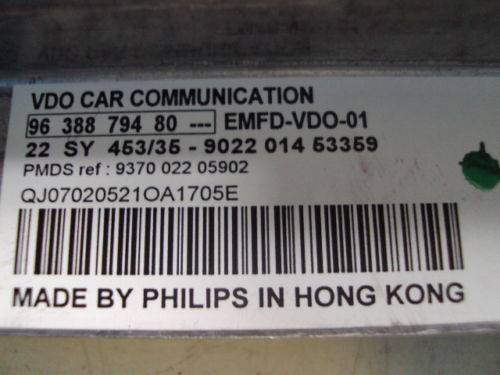 VDO CAR COMMUNICATION
96 388 794 80 --- EMFD-VDO-01
22 SY 453/35 - 9022 014 53359
PMDS ref : 9370 022 05902
QJ07020521OA1705E
MADE BY PHILIPS IN HONG KONG